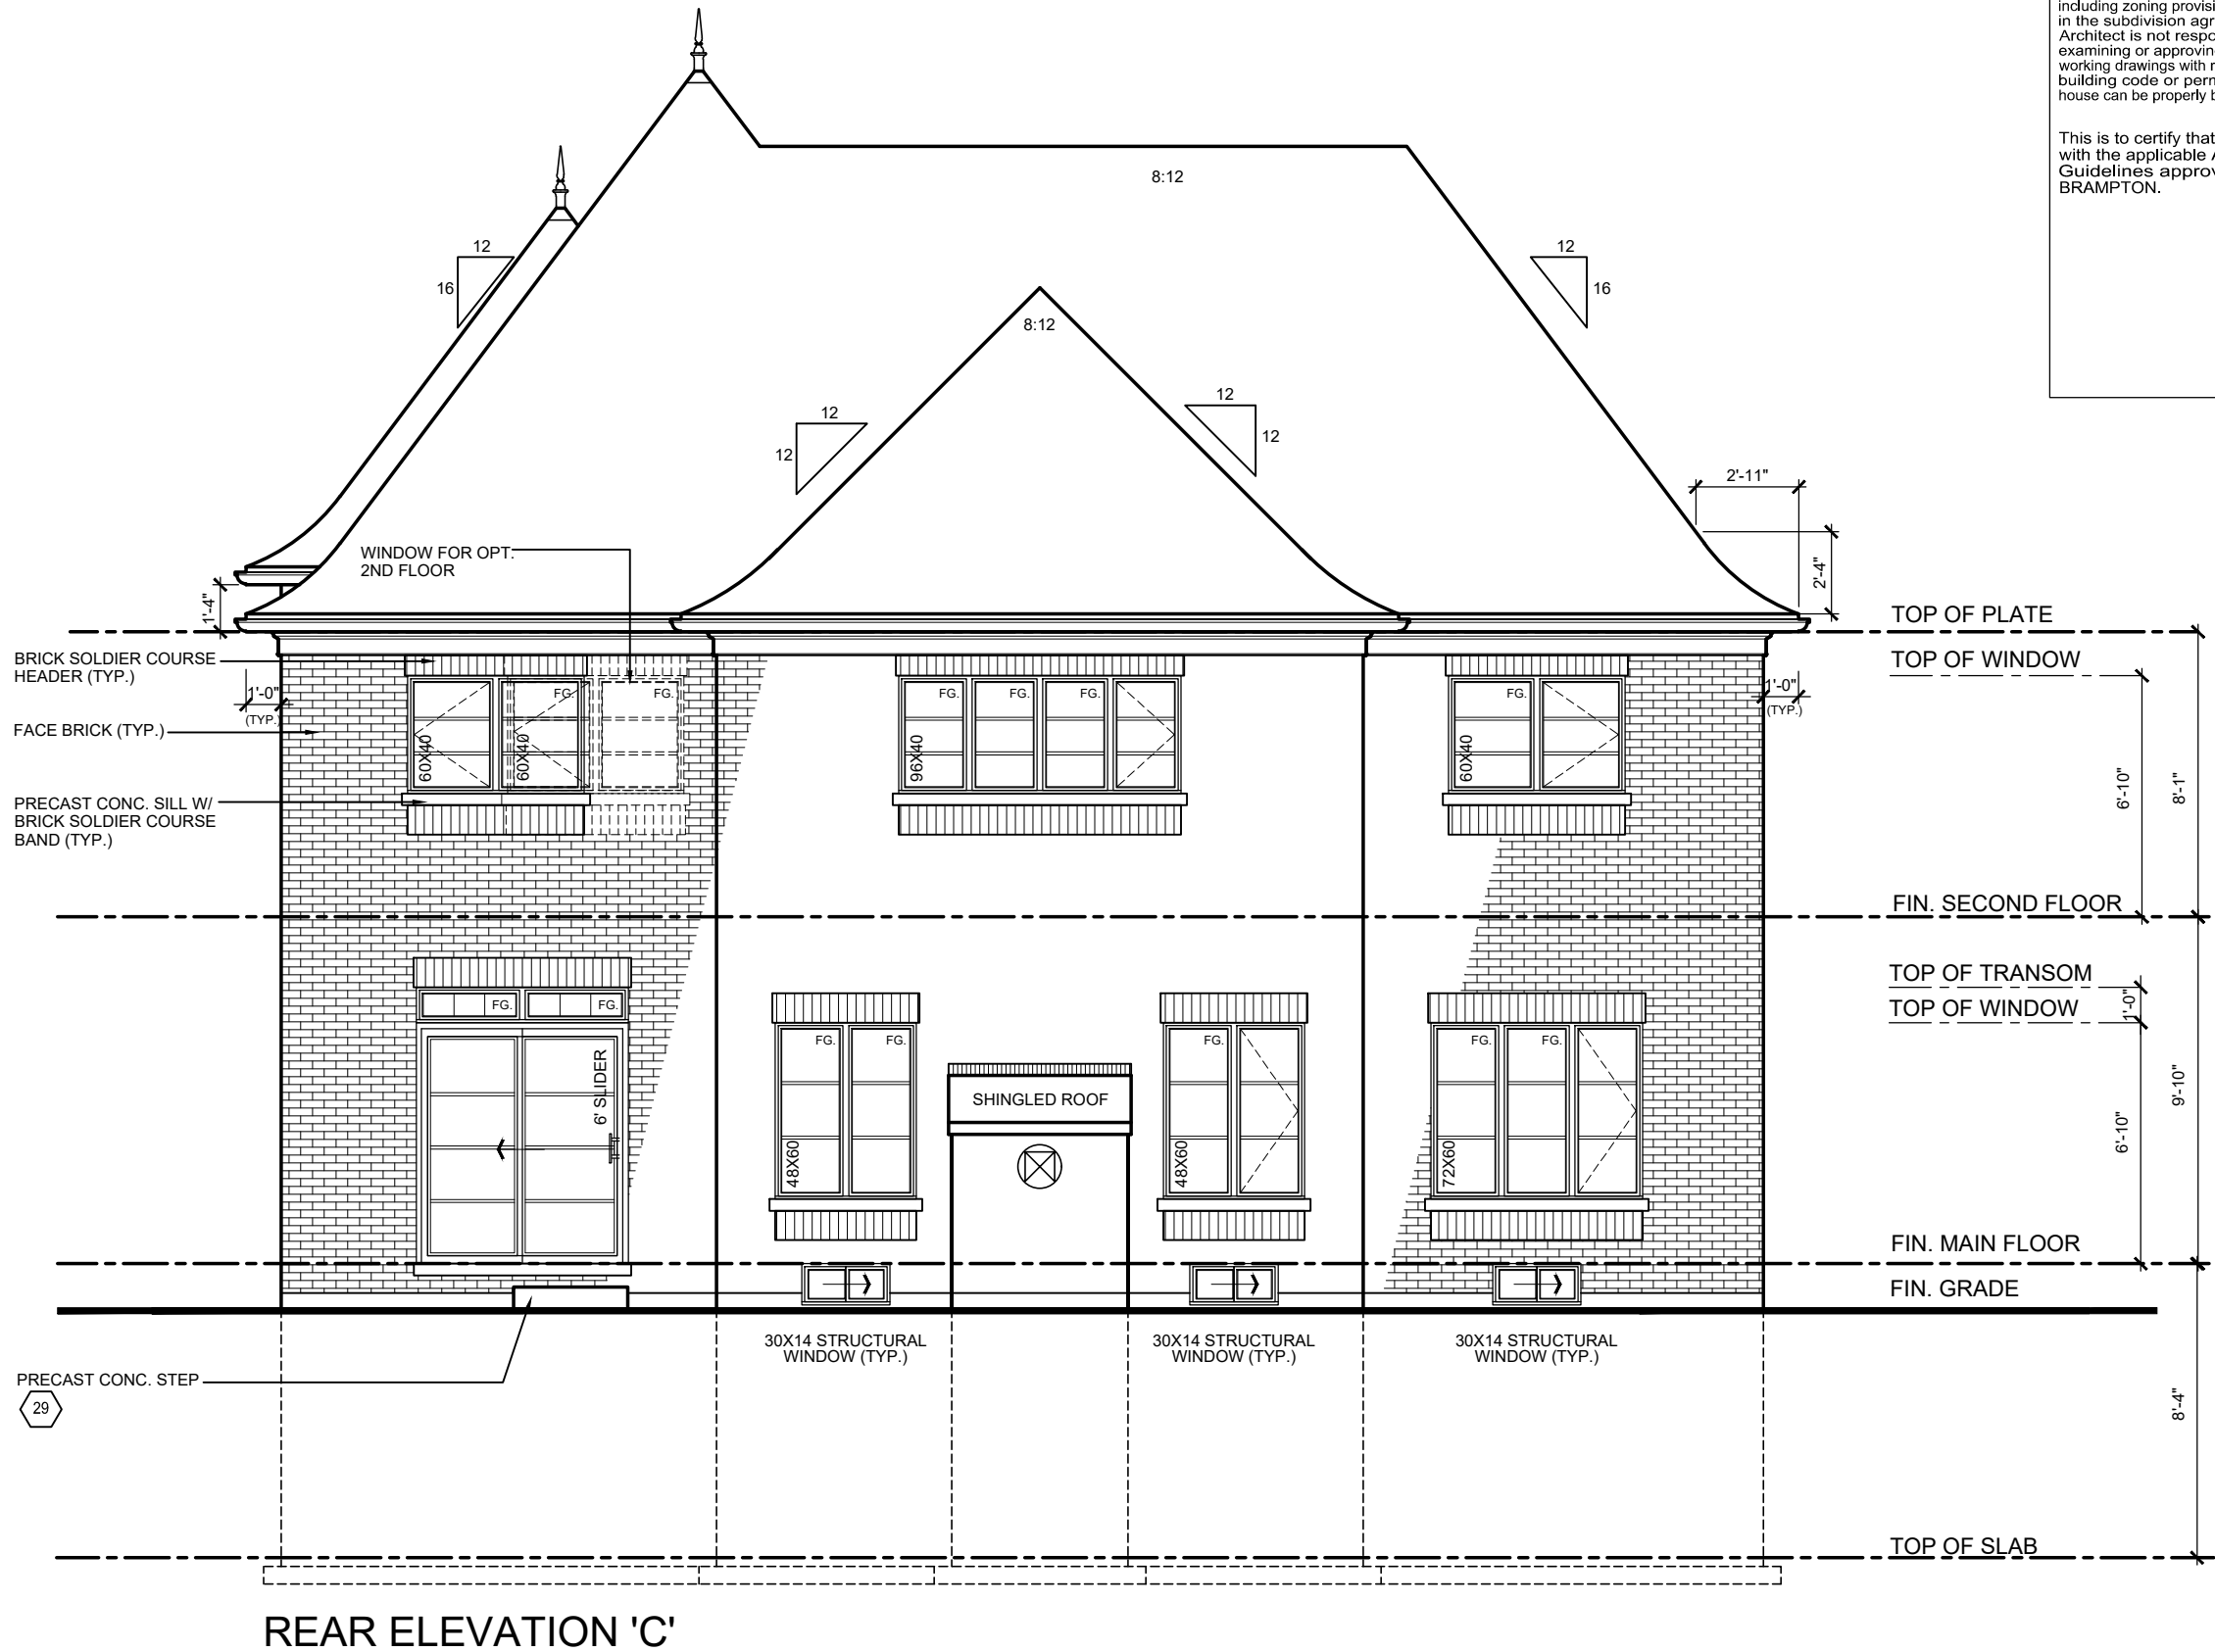 including zoning provisi
in the subdivision agr
Architect is not respo
examining or approvin
working drawings with r
building code or perm
house can be properly b
This is to certify that
with the applicable A
Guidelines approv
BRAMPTON.
8:12
12
16
12
16
8:12
12
12
12
12
2'-11"
2'-4"
WINDOW FOR OPT.
2ND FLOOR
1'-4"
TOP OF PLATE
BRICK SOLDIER COURSE
HEADER (TYP.)
TOP OF WINDOW
1'-0"
(TYP.)
FG.
FG.
FG.
FG.
FG.
FG.
1'-0"
(TYP.)
FACE BRICK (TYP.)
60X40
60X40
96X40
60X40
PRECAST CONC. SILL W/
BRICK SOLDIER COURSE
BAND (TYP.)
6'-10"
8'-1"
FIN. SECOND FLOOR
TOP OF TRANSOM
FG.
FG.
TOP OF WINDOW
1'-0"
FG.
FG.
FG.
FG.
FG.
6' SLIDER
SHINGLED ROOF
9'-10"
6'-10"
48X60
48X60
72X60
FIN. MAIN FLOOR
FIN. GRADE
30X14 STRUCTURAL
WINDOW (TYP.)
30X14 STRUCTURAL
WINDOW (TYP.)
30X14 STRUCTURAL
WINDOW (TYP.)
PRECAST CONC. STEP
29
8'-4"
TOP OF SLAB
REAR ELEVATION 'C'